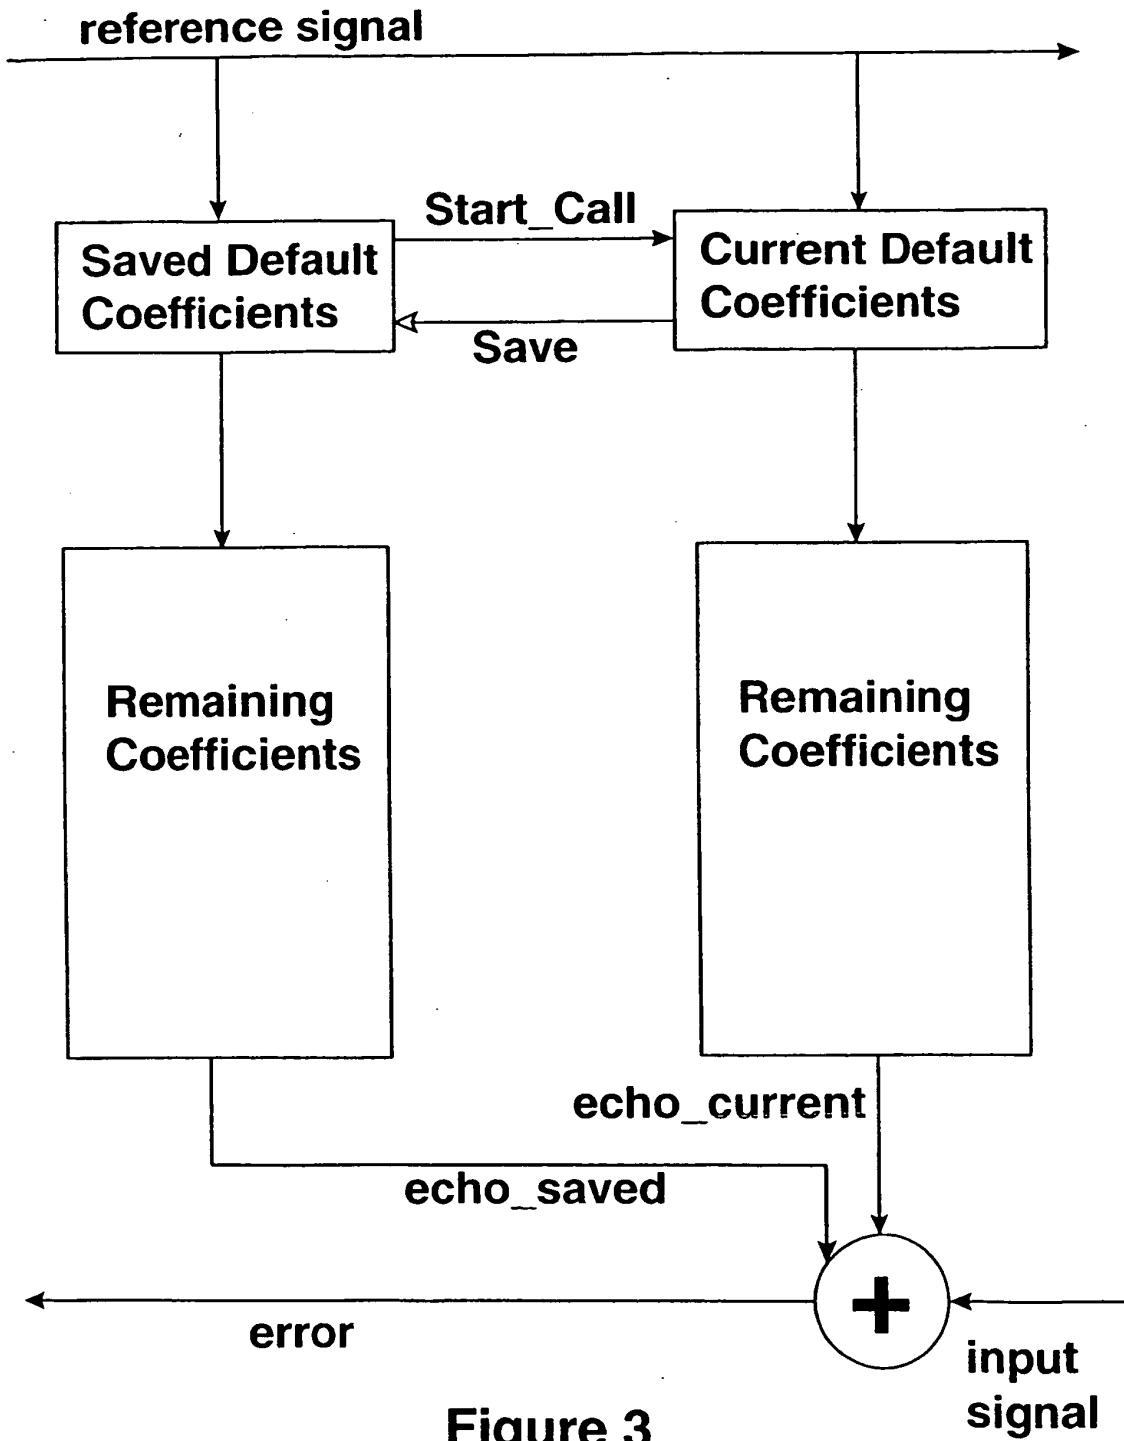 reference signal
Start_Call
Saved Default
Coefficients
Current Default
Coefficients
Save
Remaining
Coefficients
Remaining
Coefficients
echo_current
echo_saved
+
error
input
signal
Figure 3